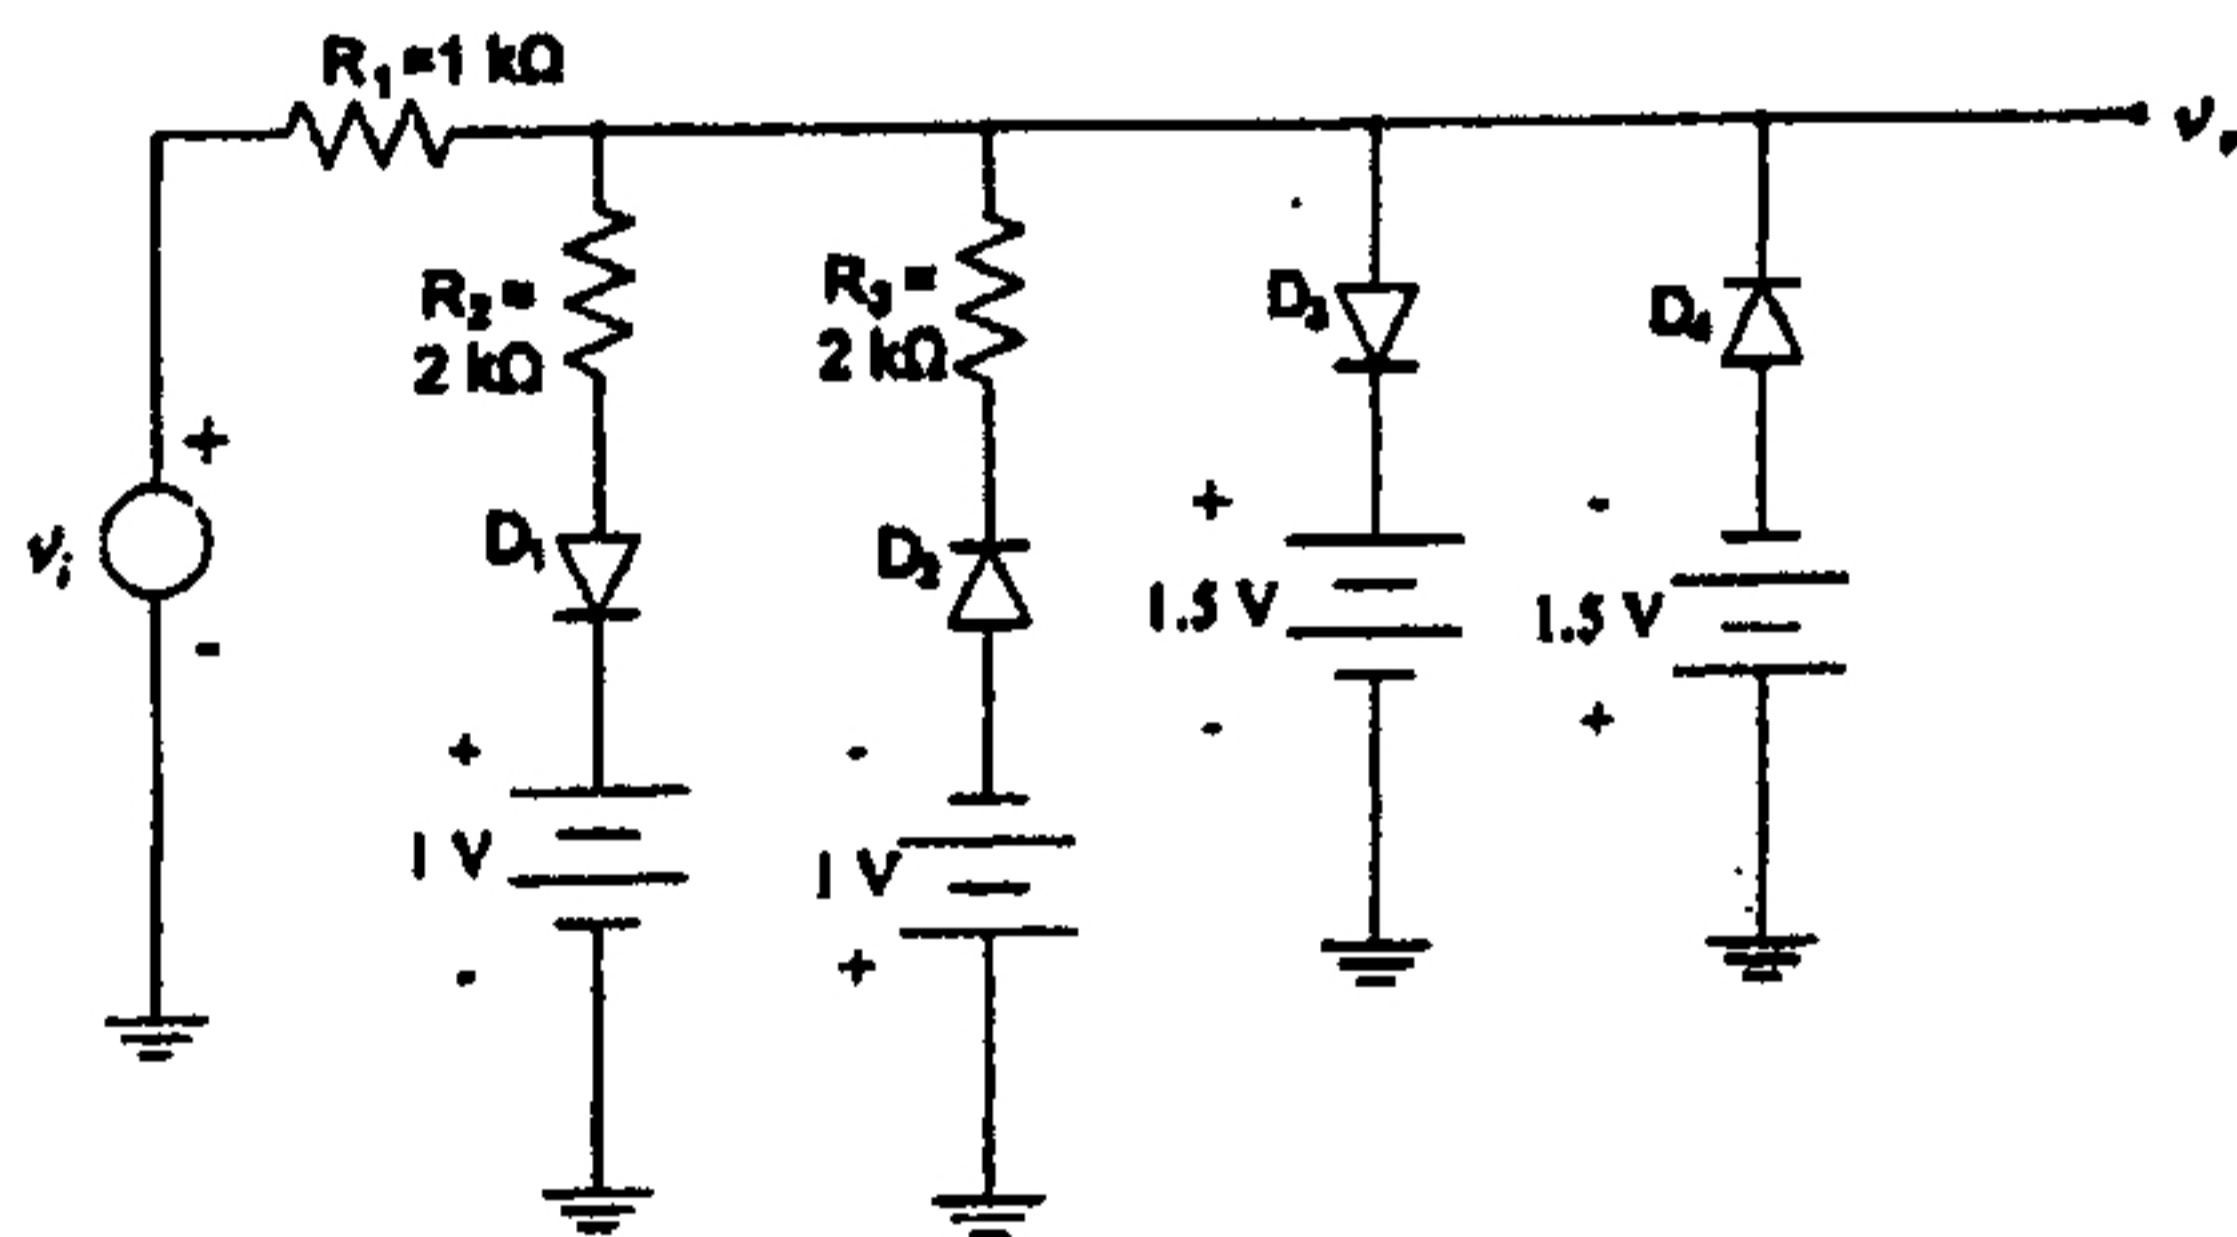 R₁=1 kΩ
R₂=
2 kΩ
R₃=
2 kΩ
D₃
D₄
vᵢ
+
-
D₁
D₂
+
1 V
-
-
1 V
+
+
1.5 V
-
-
1.5 V
+